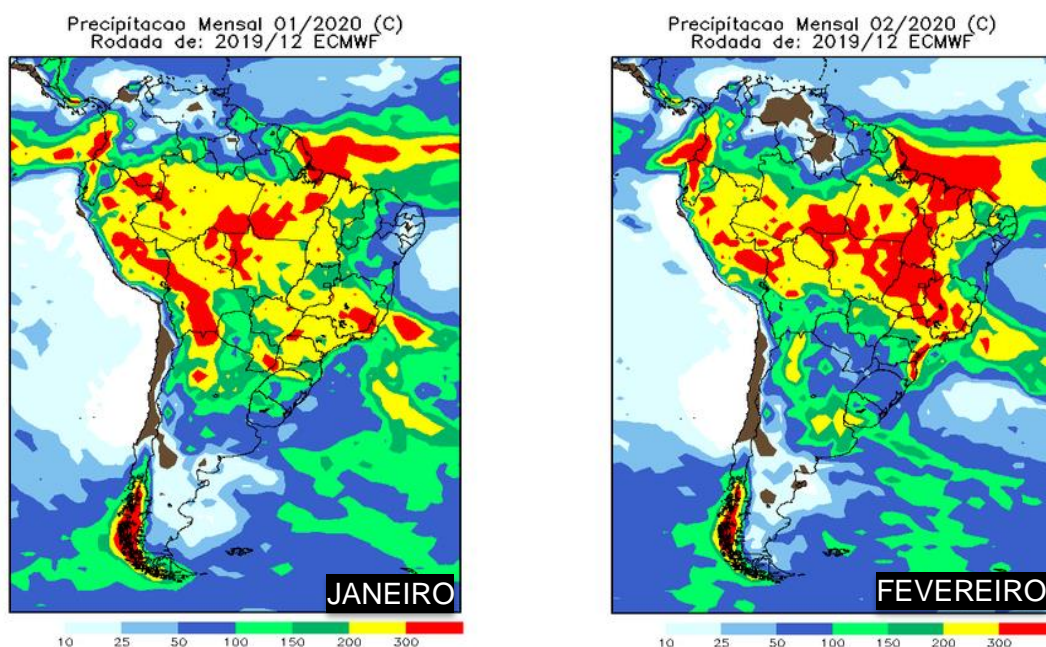 Precipitacao Mensal 01/2020 (C)
Rodada de: 2019/12 ECMWF
JANEIRO
10 25 50 100 150 200 300
Precipitacao Mensal 02/2020 (C)
Rodada de: 2019/12 ECMWF
FEVEREIRO
10 25 50 100 150 200 300